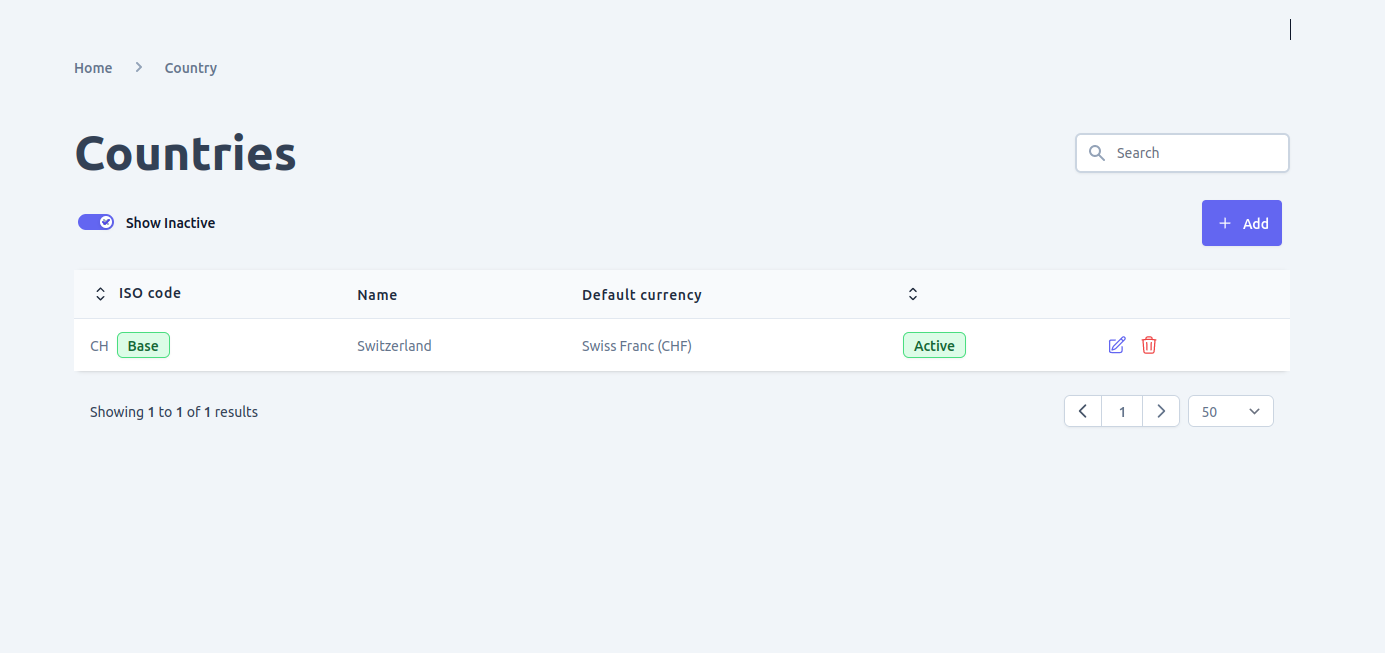 Home Country
Countries
Search
Show Inactive
Add
ISO code Name Default currency
CH Base Switzerland Swiss Franc (CHF) Active
Showing 1 to 1 of 1 results
1
50